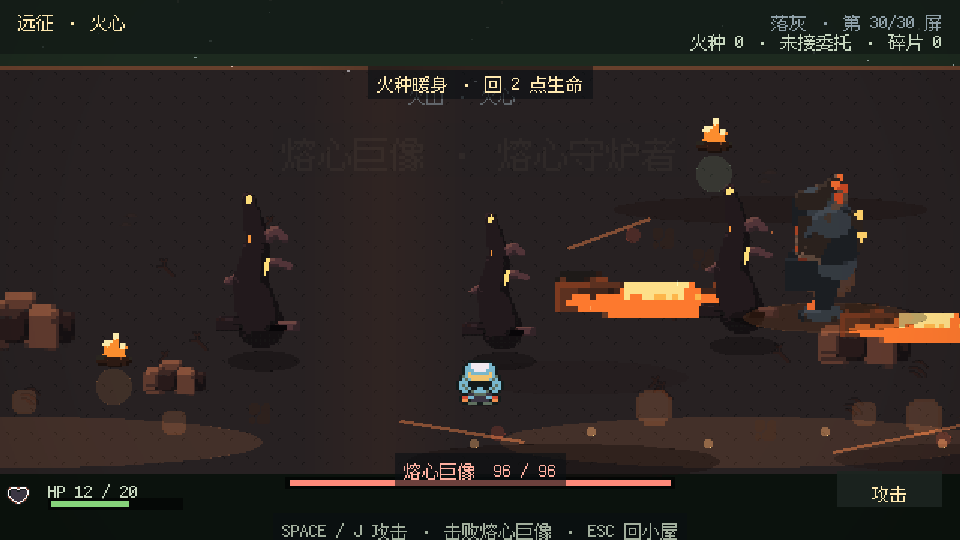 远征 · 火心
落灰 · 第 30/30 屏
火种 0 · 未接委托 · 碎片 0
火种暖身 · 回 2 点生命
熔心巨像 · 熔心守炉者
熔心巨像 96 / 96
HP 12 / 20
攻击
SPACE / J 攻击 · 击败熔心巨像 · ESC 回小屋